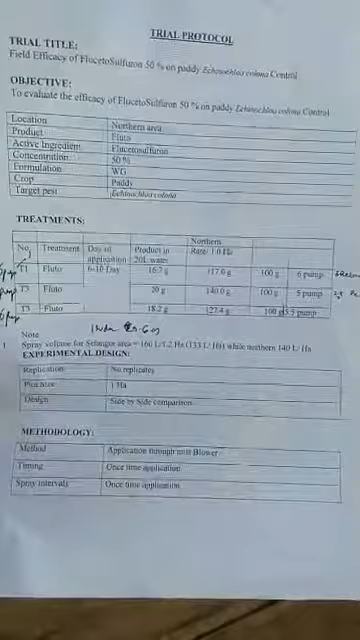 TRIAL PROTOCOL
TRIAL TITLE:
Field Efficacy of FlucetoSulfuron 50 % on paddy Echinochloa colona Control
OBJECTIVE:
To evaluate the efficacy of FlucetoSulfuron 50 % on paddy Echinochloa colona Control
Location Northern area
Product Fluto
Active Ingredient Flucetosulfuron
Concentration 50 %
Formulation WG
Crop Paddy
Target pest Echinochloa colona
TREATMENTS:
Northern
No. Treatment Day of application Product in 20L water Rate/ 1.0 Ha
T1 Fluto 6-10 Day 16.7 g 117.0 g 100 g 6 pump
T3 Fluto 20 g 140.0 g 100 g 5 pump
T3 Fluto 18.2 g 127.4 g 100 g 5.5 pump
Note
1 Spray volume for Selangor area = 160 L/1.2 Ha (133 L/ Ha) while northern 140 L/ Ha
EXPERIMENTAL DESIGN:
Replication No replicates
Plot Size 1 Ha
Design Side by Side comparison
METHODOLOGY:
Method Application through mist Blower
Timing Once time application
Spray intervals Once time application